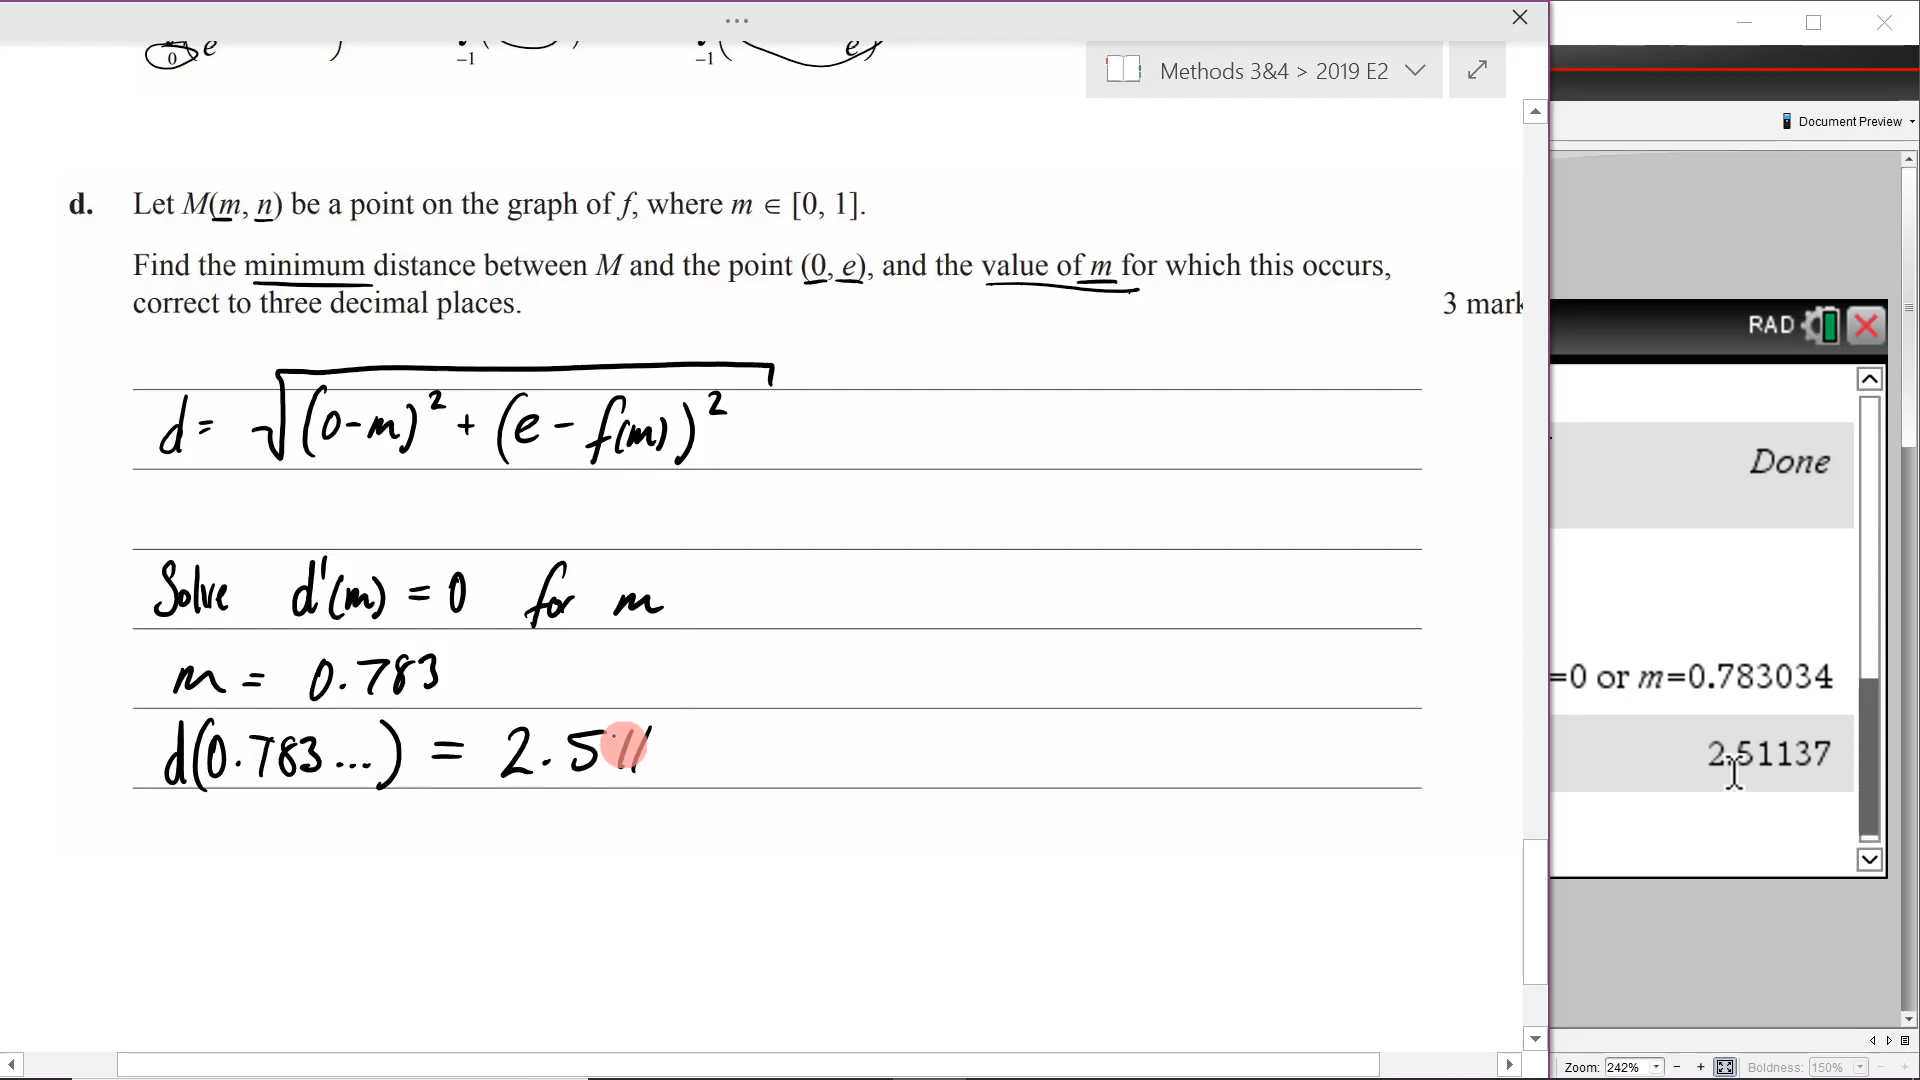 0 e ) −1 ( ) −1 ( e )
Methods 3&4 > 2019 E2
Document Preview
d. Let M(m, n) be a point on the graph of f, where m ∈ [0, 1].
Find the minimum distance between M and the point (0, e), and the value of m for which this occurs,
correct to three decimal places.
3 mark
RAD
d = √(0-m)² + (e - f(m))²
Done
Solve d'(m) = 0 for m
m = 0.783
=0 or m=0.783034
d(0.783...) = 2.511
2.51137
Zoom: 242% - + Boldness: 150% - +